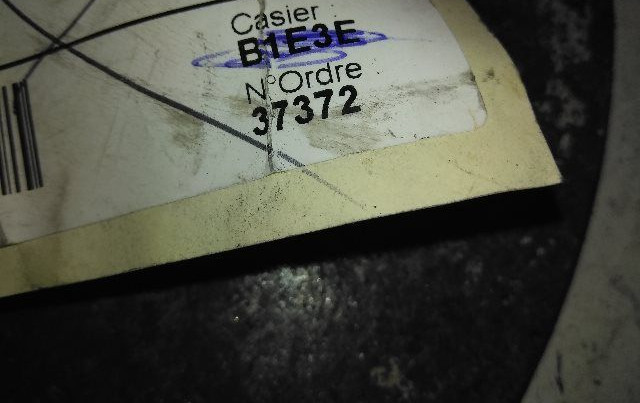 Casier
B1E3E
N°Ordre
37372